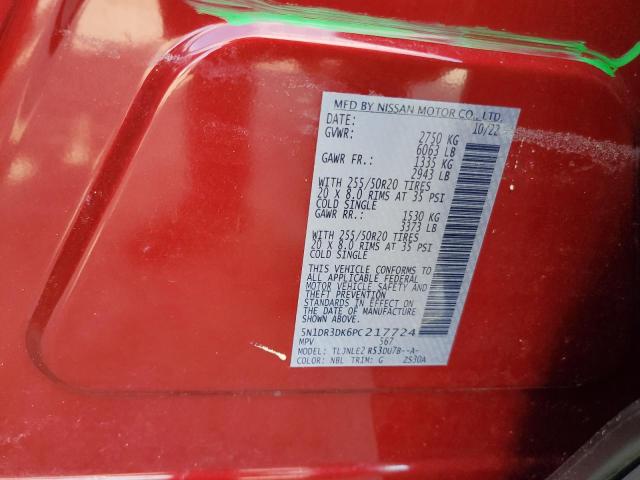 MFD BY NISSAN MOTOR CO., LTD.
DATE: 10/22
GVWR: 2750 KG
6063 LB
GAWR FR.: 1335 KG
2943 LB
WITH 255/50R20 TIRES
20 X 8.0 RIMS AT 35 PSI
COLD SINGLE
GAWR RR.: 1530 KG
3373 LB
WITH 255/50R20 TIRES
20 X 8.0 RIMS AT 35 PSI
COLD SINGLE
THIS VEHICLE CONFORMS TO
ALL APPLICABLE FEDERAL
MOTOR VEHICLE SAFETY AND
THEFT PREVENTION
STANDARDS IN EFFECT ON
THE DATE OF MANUFACTURE
SHOWN ABOVE.
5N1DR3DK6PC217724
MPV 567
MODEL: TLJNLEZ R53DU7B--A-
COLOR: NBL TRIM: G 2S30A